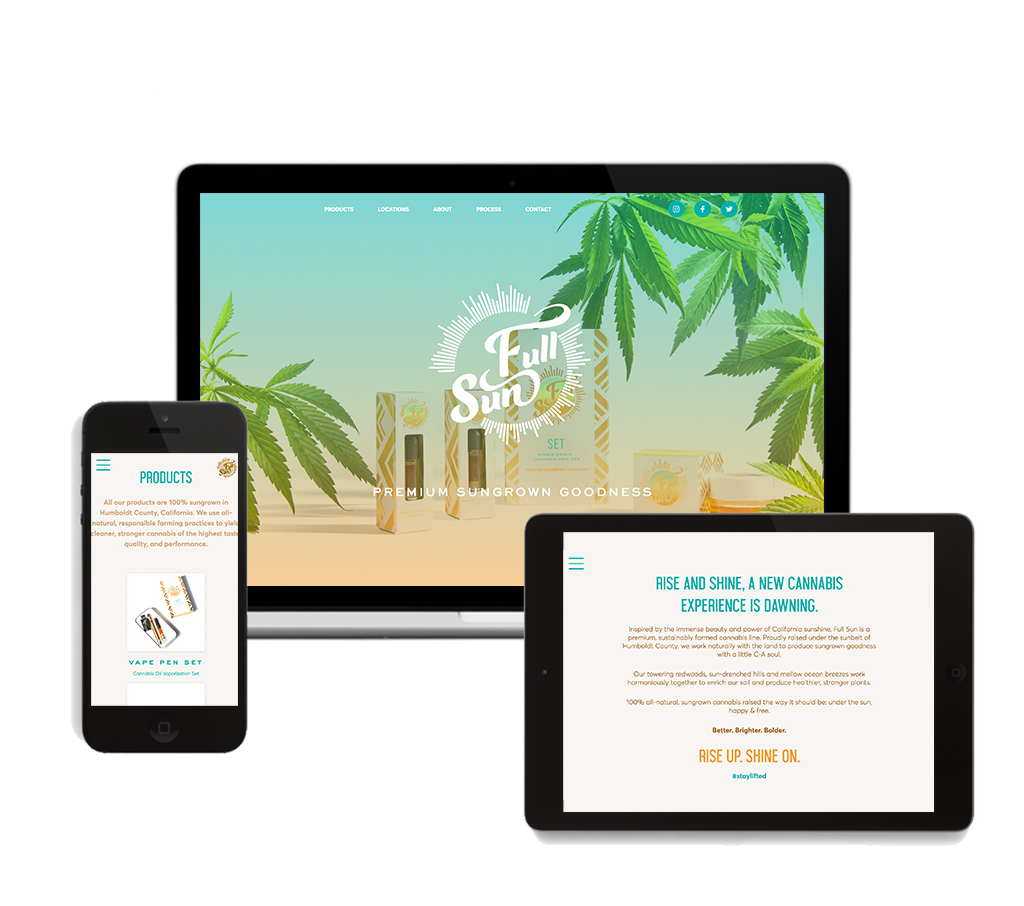 PRODUCTS LOCATIONS ABOUT PROCESS CONTACT
Full
Sun
SET
PREMIUM SUNGROWN GOODNESS
PRODUCTS
All our products are 100% sungrown in
Humboldt County, California. We use all-
natural, responsible farming practices to yield
cleaner, stronger cannabis of the highest taste,
quality, and performance.
VAPE PEN SET
Cannabis Oil Vaporization Set
RISE AND SHINE, A NEW CANNABIS
EXPERIENCE IS DAWNING.
Inspired by the immense beauty and power of California sunshine, Full Sun is a
premium, sustainably farmed cannabis line. Proudly raised under the sunbelt of
Humboldt County, we work naturally with the land to produce sungrown goodness
with a little C-A soul.
Our towering redwoods, sun-drenched hills and mellow ocean breezes work
harmoniously together to enrich our soil and produce healthier, stronger plants.
100% all-natural, sungrown cannabis raised the way it should be: under the sun,
happy & free.
Better. Brighter. Bolder.
RISE UP. SHINE ON.
#staylifted